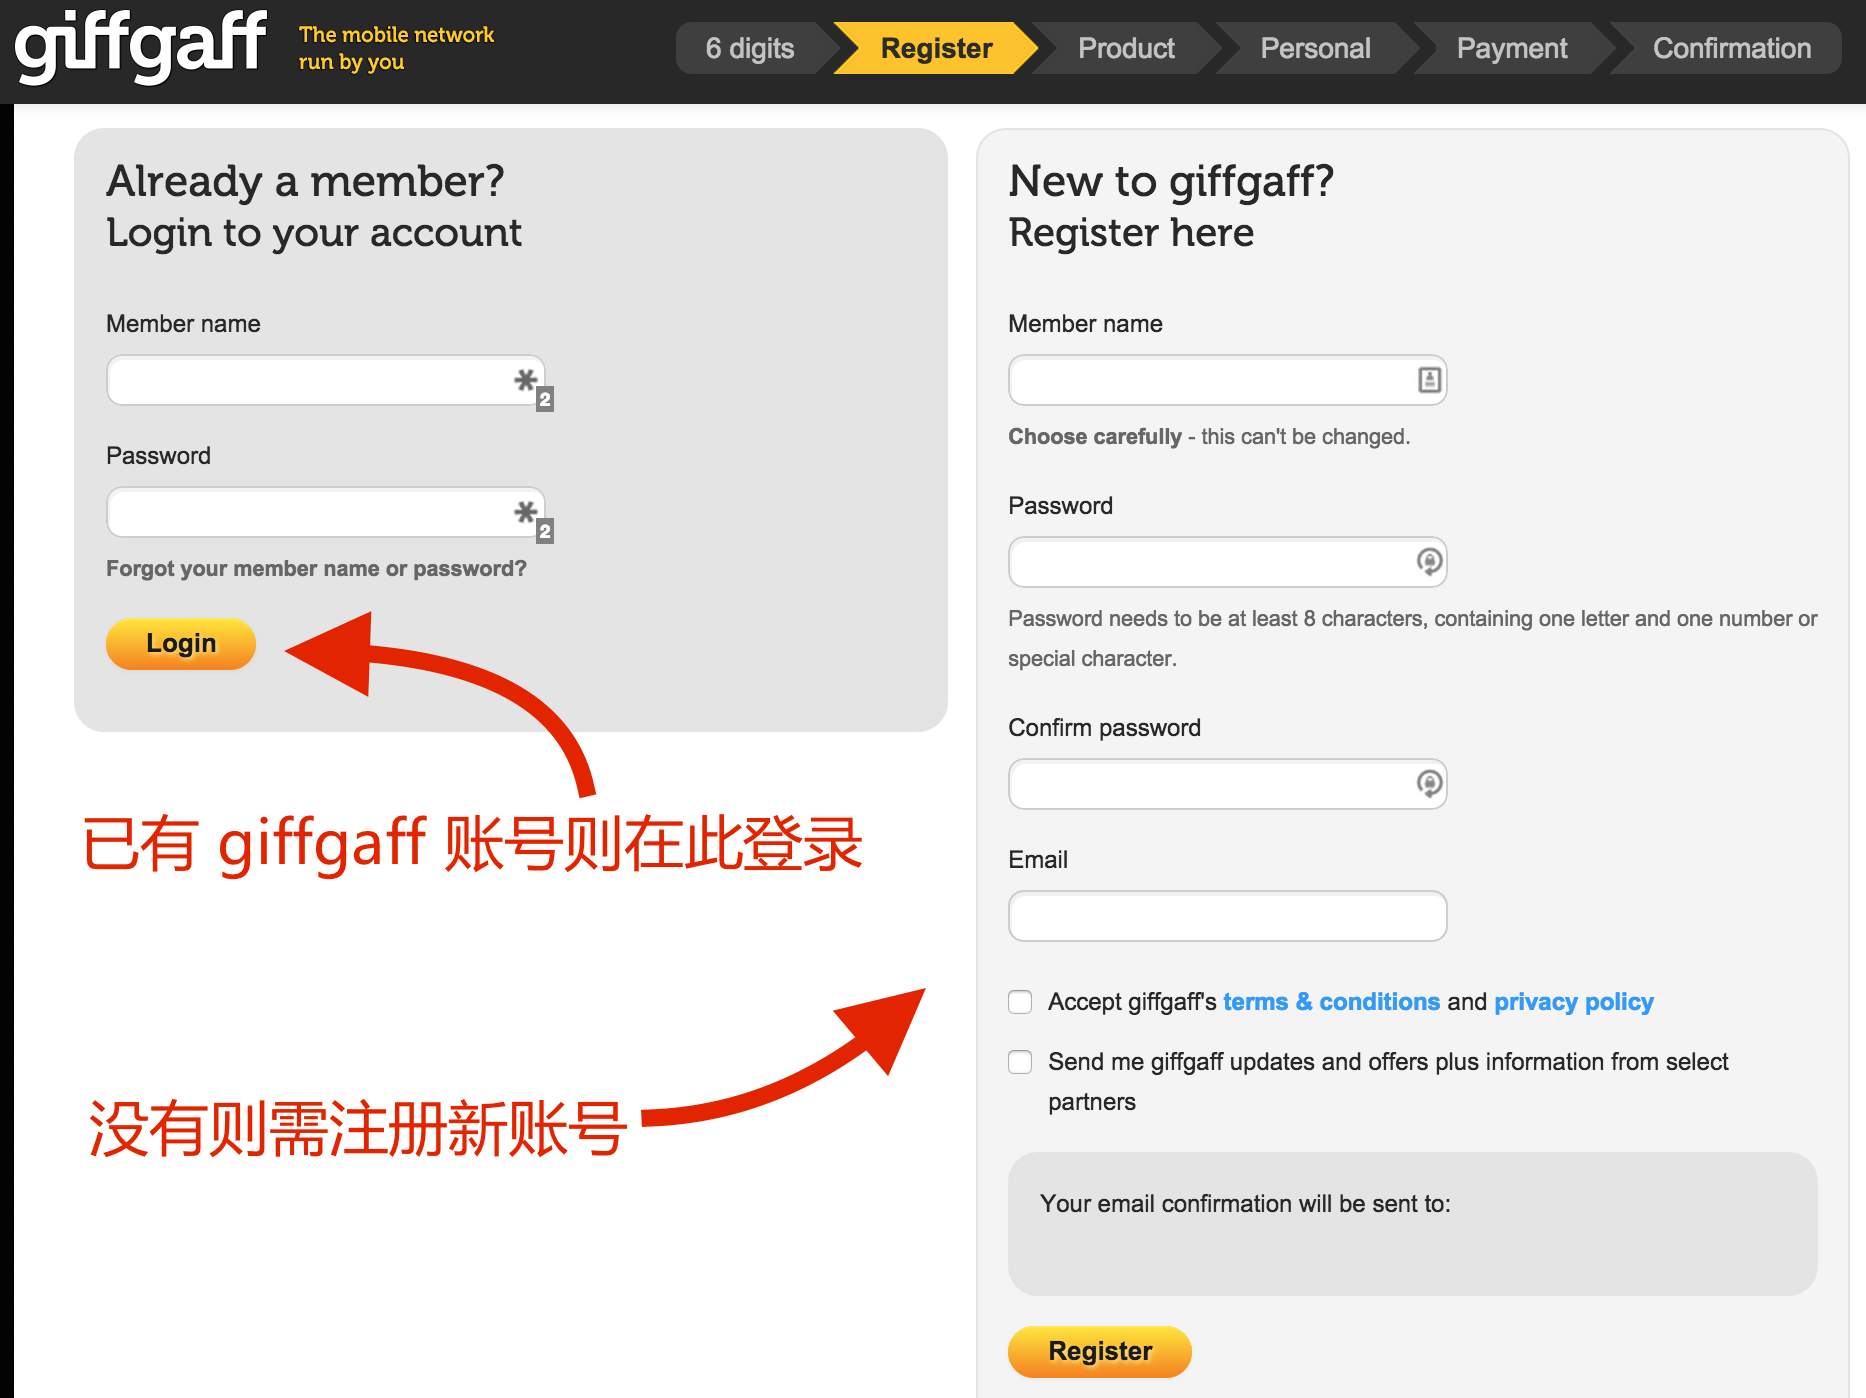 giffgaff
The mobile network
run by you
6 digits
Register
Product
Personal
Payment
Confirmation
Already a member?
Login to your account
Member name
2
Password
2
Forgot your member name or password?
Login
已有 giffgaff 账号则在此登录
没有则需注册新账号
New to giffgaff?
Register here
Member name
Choose carefully - this can't be changed.
Password
Password needs to be at least 8 characters, containing one letter and one number or
special character.
Confirm password
Email
Accept giffgaff's terms & conditions and privacy policy
Send me giffgaff updates and offers plus information from select
partners
Your email confirmation will be sent to:
Register